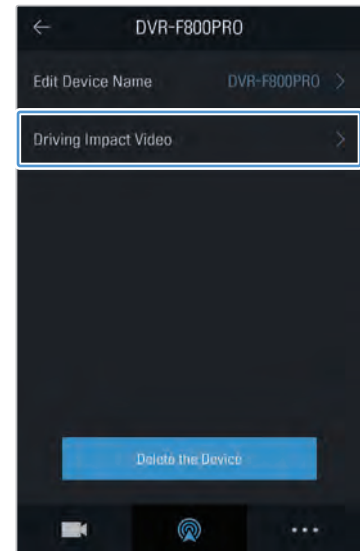 DVR-F800PRO
Edit Device Name DVR-F800PRO
Driving Impact Video
Delete the Device